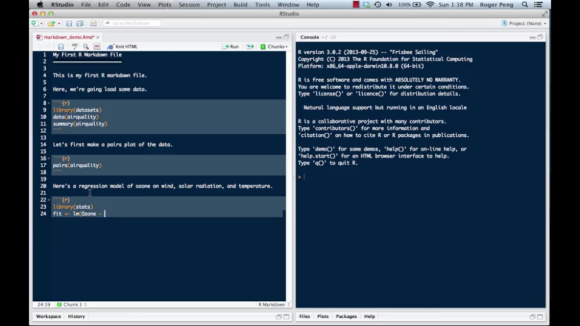 RStudio File Edit Code View Plots Session Project Build Tools Window Help Sun 1:38 PM Roger Peng
RStudio
Project: (None)
markdown_demo.Rmd*
Knit HTML Run Chunks
1 My First R Markdown File
2 ========================
3
4 This is my first R markdown file.
5
6 Here, we're going load some data.
7
8 ```{r}
9 library(datasets)
10 data(airquality)
11 summary(airquality)
12 ```
13
14 Let's first make a pairs plot of the data.
15
16 ```{r}
17 pairs(airquality)
18 ```
19
20 Here's a regression model of ozone on wind, solar radiation, and temperature.
21
22 ```{r}
23 library(stats)
24 fit <- lm(Ozone ~
24:19 Chunk 3 R Markdown
Workspace History
Console ~/
R version 3.0.2 (2013-09-25) -- "Frisbee Sailing"
Copyright (C) 2013 The R Foundation for Statistical Computing
Platform: x86_64-apple-darwin10.8.0 (64-bit)
R is free software and comes with ABSOLUTELY NO WARRANTY.
You are welcome to redistribute it under certain conditions.
Type 'license()' or 'licence()' for distribution details.
Natural language support but running in an English locale
R is a collaborative project with many contributors.
Type 'contributors()' for more information and
'citation()' on how to cite R or R packages in publications.
Type 'demo()' for some demos, 'help()' for on-line help, or
'help.start()' for an HTML browser interface to help.
Type 'q()' to quit R.
>
Files Plots Packages Help